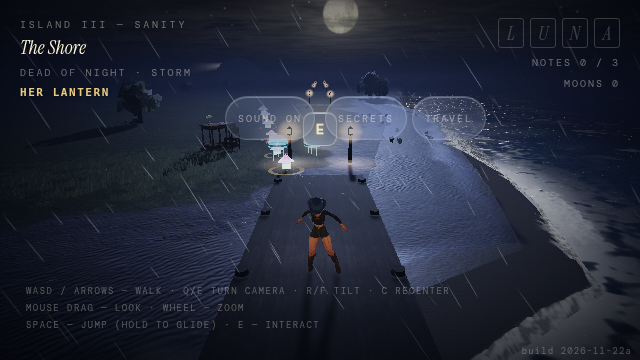 ISLAND III — SANITY
The Shore
DEAD OF NIGHT · STORM
HER LANTERN
LUNA
NOTES 0 / 3
MOONS 0
SOUND ON
E
SECRETS
TRAVEL
WASD / ARROWS — WALK · Q/E TURN CAMERA · R/F TILT · C RECENTER
MOUSE DRAG — LOOK · WHEEL — ZOOM
SPACE — JUMP (HOLD TO GLIDE) · E — INTERACT
build 2026-11-22a